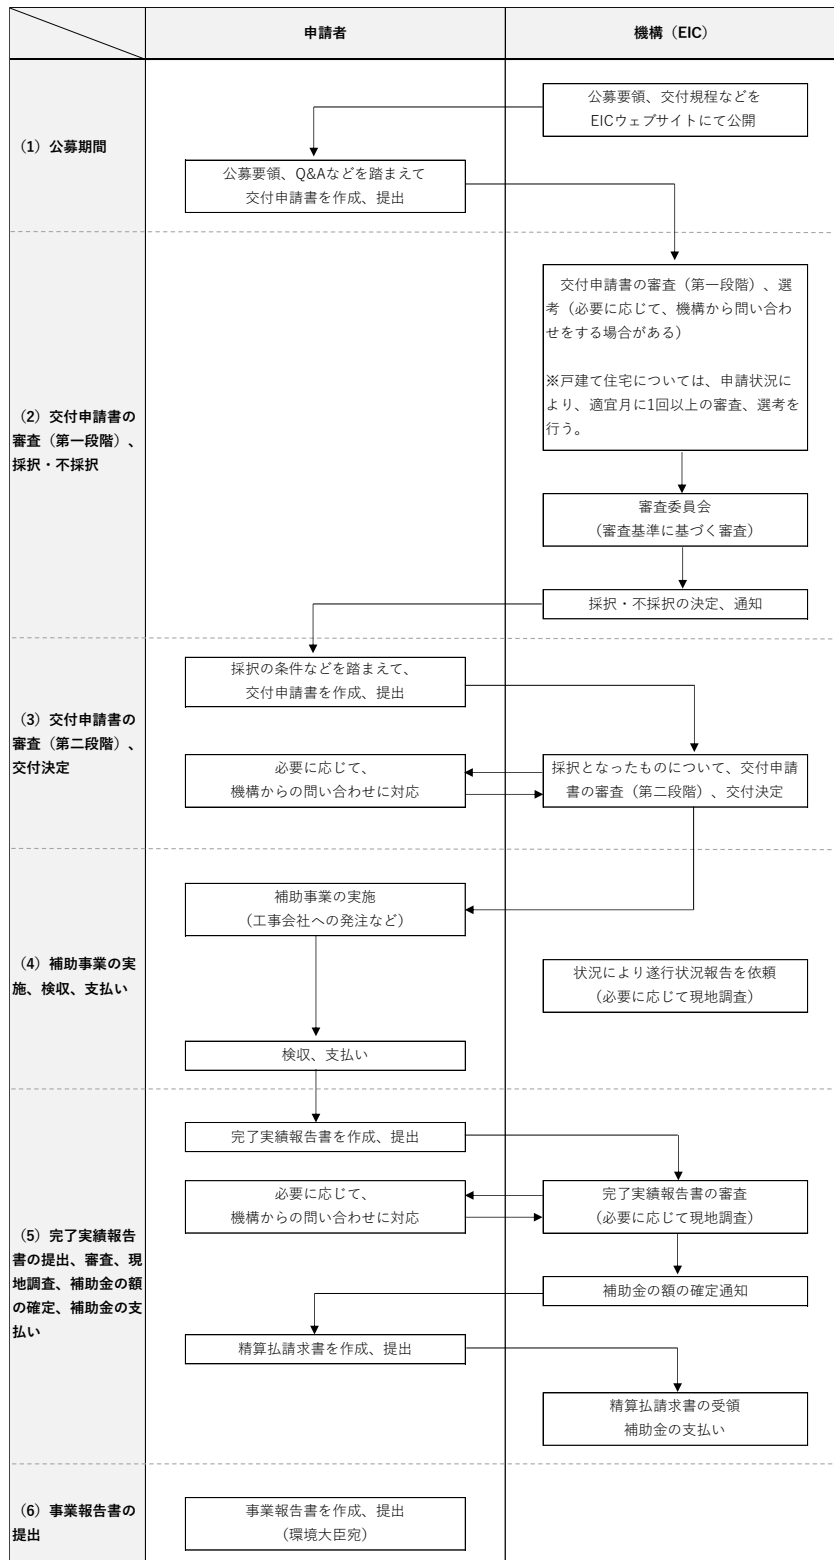 申請者
機構（EIC）
（1）公募期間
公募要領、交付規程などを
EICウェブサイトにて公開
公募要領、Q&Aなどを踏まえて
交付申請書を作成、提出
（2）交付申請書の
審査（第一段階）、
採択・不採択
交付申請書の審査（第一段階）、選
考（必要に応じて、機構から問い合わ
せをする場合がある）
※戸建て住宅については、申請状況に
より、適宜月に1回以上の審査、選考を
行う。
審査委員会
（審査基準に基づく審査）
採択・不採択の決定、通知
（3）交付申請書の
審査（第二段階）、
交付決定
採択の条件などを踏まえて、
交付申請書を作成、提出
必要に応じて、
機構からの問い合わせに対応
採択となったものについて、交付申請
書の審査（第二段階）、交付決定
（4）補助事業の実
施、検収、支払い
補助事業の実施
（工事会社への発注など）
状況により遂行状況報告を依頼
（必要に応じて現地調査）
検収、支払い
（5）完了実績報告
書の提出、審査、現
地調査、補助金の額
の確定、補助金の支
払い
完了実績報告書を作成、提出
必要に応じて、
機構からの問い合わせに対応
完了実績報告書の審査
（必要に応じて現地調査）
補助金の額の確定通知
精算払請求書を作成、提出
精算払請求書の受領
補助金の支払い
（6）事業報告書の
提出
事業報告書を作成、提出
（環境大臣宛）